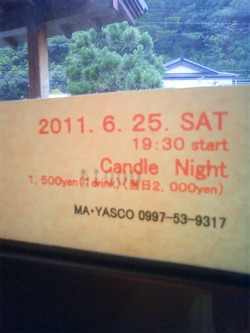 2011. 6. 25. SAT
19:30 start
Candle Night
1, 500yen(1drink)(当日2, 000yen)
MA・YASCO 0997-53-9317